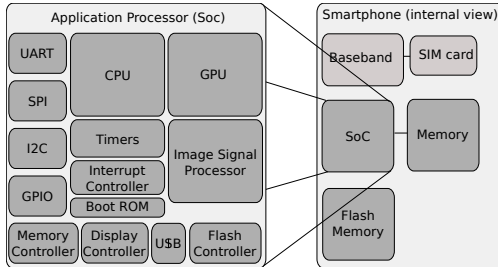 Application Processor (Soc)
UART
CPU
GPU
SPI
I2C
Timers
Image Signal
Processor
Interrupt
Controller
GPIO
Boot ROM
Memory
Controller
Display
Controller
U$B
Flash
Controller
Smartphone (internal view)
Baseband
SIM card
SoC
Memory
Flash
Memory